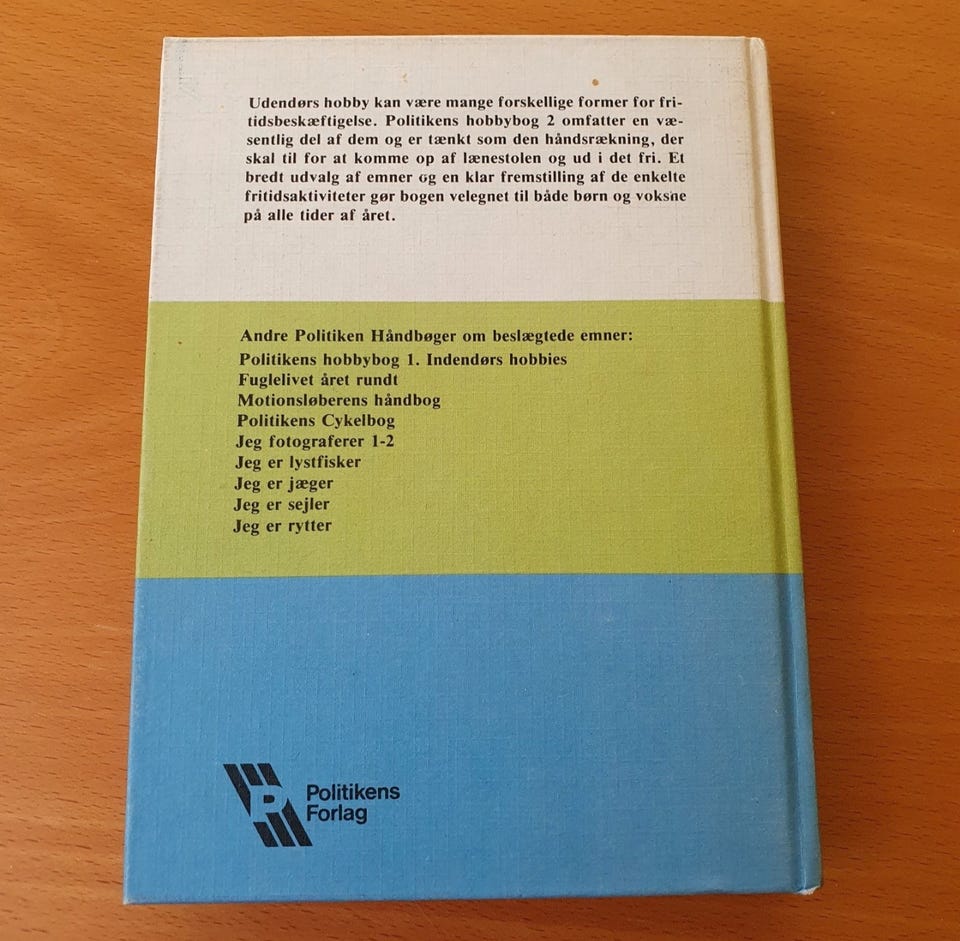 Udendørs hobby kan være mange forskellige former for fri-
tidsbeskæftigelse. Politikens hobbybog 2 omfatter en væ-
sentlig del af dem og er tænkt som den håndsrækning, der
skal til for at komme op af lænestolen og ud i det fri. Et
bredt udvalg af emner og en klar fremstilling af de enkelte
fritidsaktiviteter gør bogen velegnet til både børn og voksne
på alle tider af året.
Andre Politiken Håndbøger om beslægtede emner:
Politikens hobbybog 1. Indendørs hobbies
Fuglelivet året rundt
Motionsløberens håndbog
Politikens Cykelbog
Jeg fotograferer 1-2
Jeg er lystfisker
Jeg er jæger
Jeg er sejler
Jeg er rytter
P
Politikens
Forlag